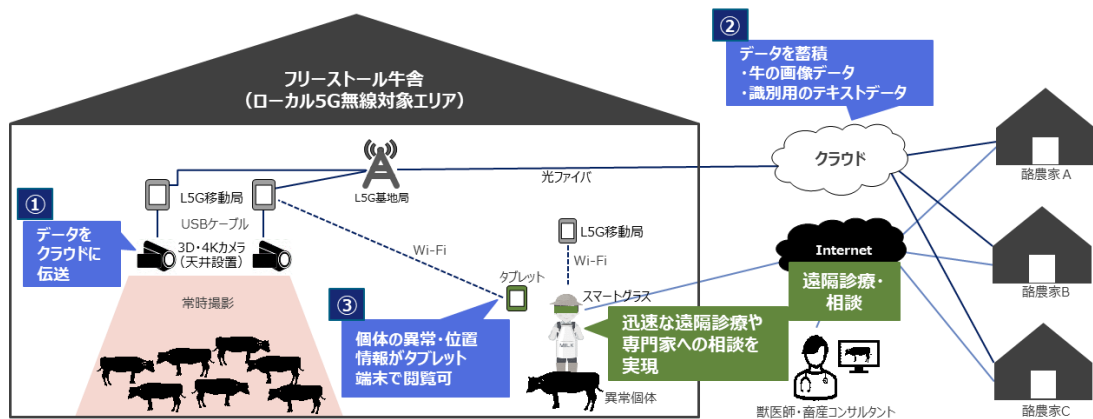 フリーストール牛舎
（ローカル5G無線対象エリア）
②
データを蓄積
・牛の画像データ
・識別用のテキストデータ
クラウド
酪農家A
光ファイバ
L5G基地局
①
L5G移動局
USBケーブル
データを
クラウドに
伝送
3D・4Kカメラ
（天井設置）
常時撮影
Wi-Fi
L5G移動局
Wi-Fi
タブレット
スマートグラス
③
個体の異常・位置
情報がタブレット
端末で閲覧可
迅速な遠隔診療や
専門家への相談を
実現
異常個体
Internet
遠隔診療・
相談
酪農家B
獣医師・畜産コンサルタント
酪農家C